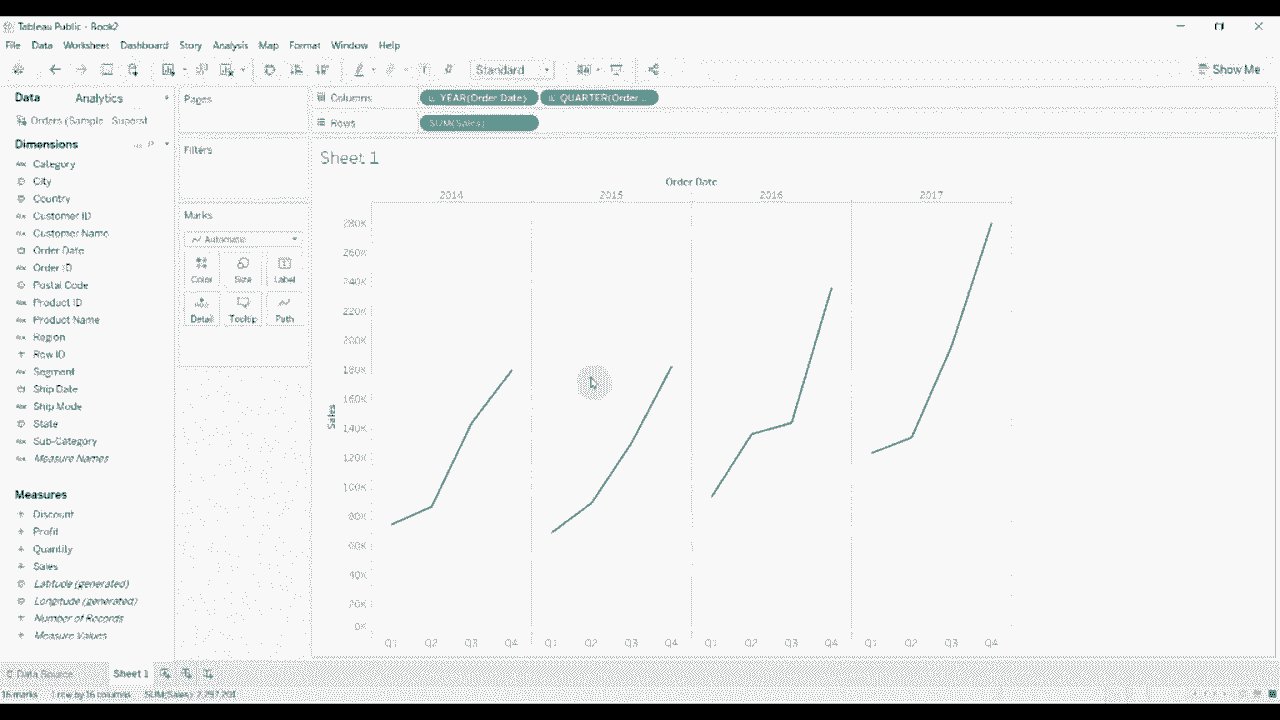 Tableau Public - Book2
File Data Worksheet Dashboard Story Analysis Map Format Window Help
Standard Show Me
Data Analytics
Pages
Columns YEAR(Order Date) QUARTER(Order ..
Orders (Sample - Superst
Rows SUM(Sales)
Dimensions
Filters
Sheet 1
Category
City
Country
Customer ID
Customer Name
Order Date
Order ID
Postal Code
Product ID
Product Name
Region
Row ID
Segment
Ship Date
Ship Mode
State
Sub-Category
Measure Names
Measures
Discount
Profit
Quantity
Sales
Latitude (generated)
Longitude (generated)
Number of Records
Measure Values
Marks
Automatic
Color Size Label
Detail Tooltip Path
Order Date
2014 2015 2016 2017
280K
260K
240K
220K
200K
180K
160K
140K
120K
100K
80K
60K
40K
20K
0K
Sales
Q1 Q2 Q3 Q4 Q1 Q2 Q3 Q4 Q1 Q2 Q3 Q4 Q1 Q2 Q3 Q4
Data Source Sheet 1
16 marks 1 row by 16 columns SUM(Sales): 2,297,201